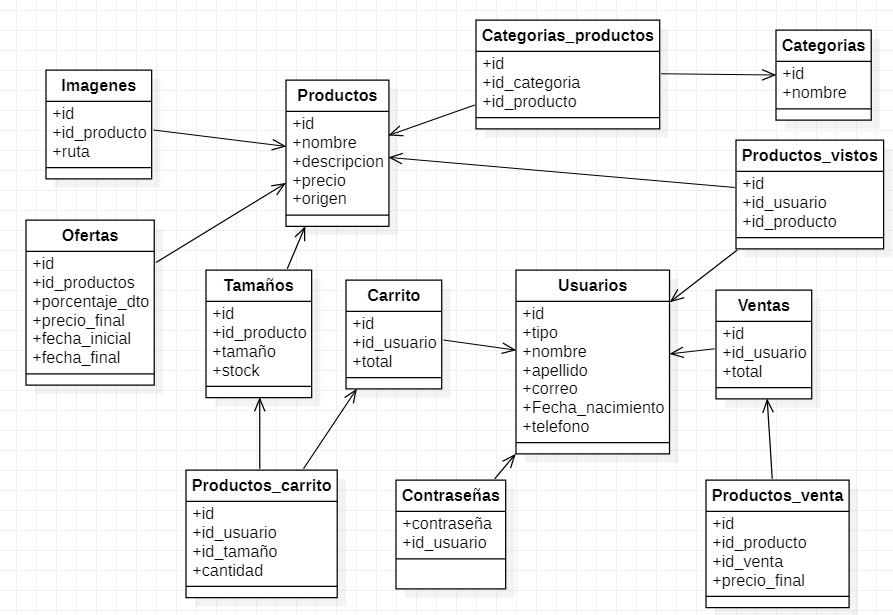 Categorias_productos
+id
+id_categoria
+id_producto
Categorias
+id
+nombre
Imagenes
+id
+id_producto
+ruta
Productos
+id
+nombre
+descripcion
+precio
+origen
Productos_vistos
+id
+id_usuario
+id_producto
Ofertas
+id
+id_productos
+porcentaje_dto
+precio_final
+fecha_inicial
+fecha_final
Tamaños
+id
+id_producto
+tamaño
+stock
Carrito
+id
+id_usuario
+total
Usuarios
+id
+tipo
+nombre
+apellido
+correo
+Fecha_nacimiento
+telefono
Ventas
+id
+id_usuario
+total
Productos_carrito
+id
+id_usuario
+id_tamaño
+cantidad
Contraseñas
+contraseña
+id_usuario
Productos_venta
+id
+id_producto
+id_venta
+precio_final